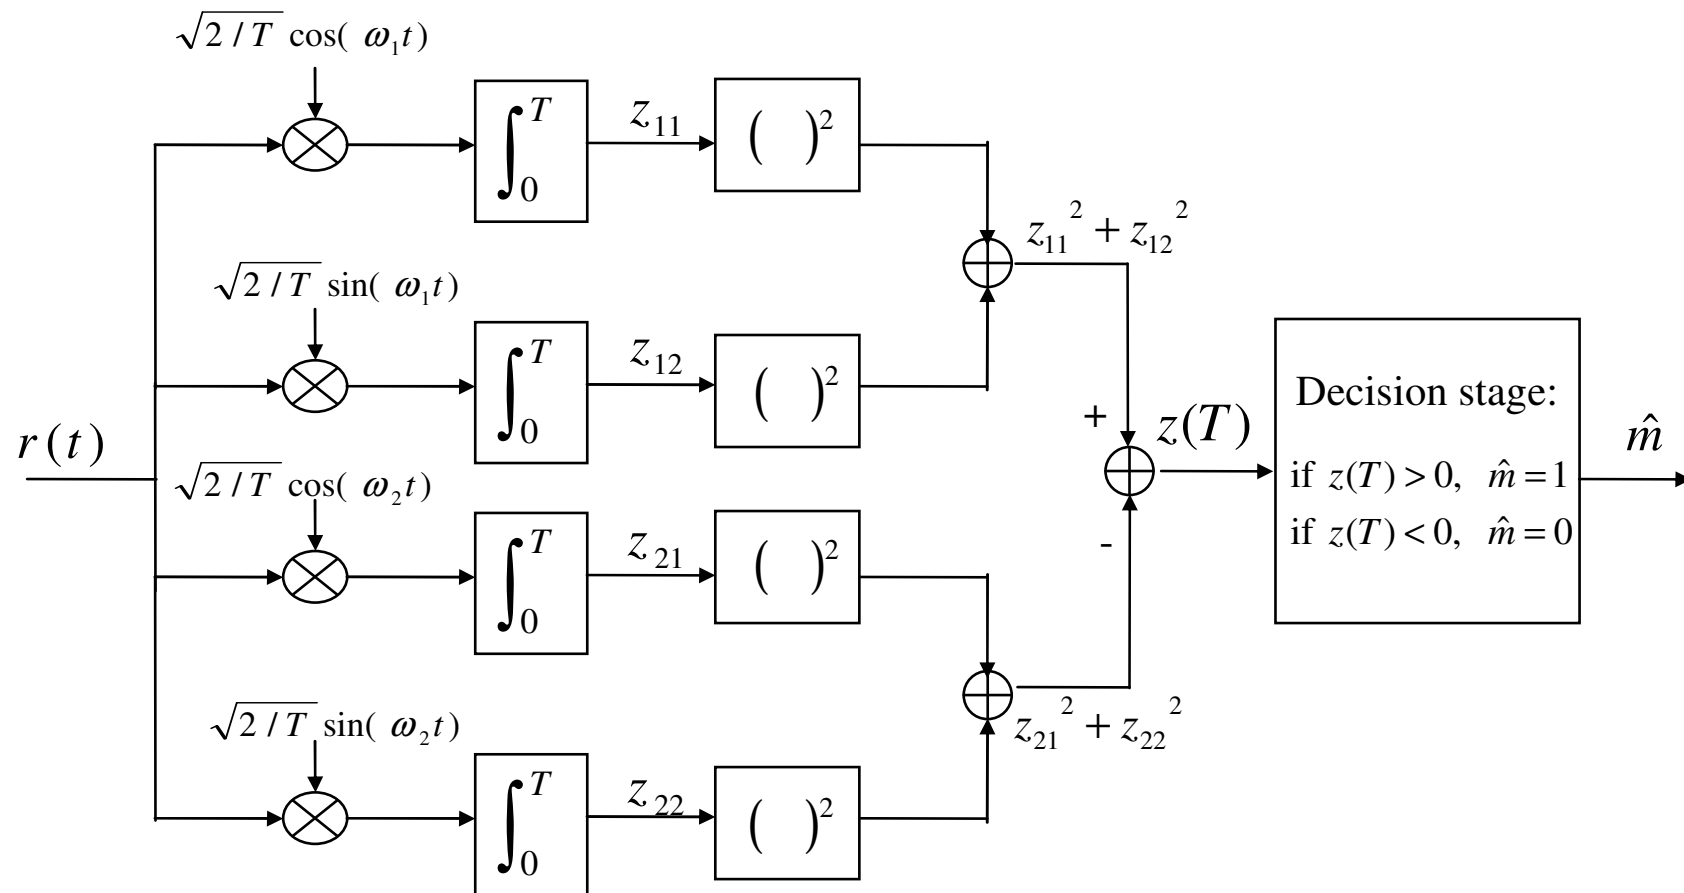 √2 / T cos( ω₁t)
∫₀ᵀ
z₁₁
( )²
z₁₁² + z₁₂²
√2 / T sin( ω₁t)
∫₀ᵀ
z₁₂
( )²
r(t)
+
-
z(T)
Decision stage:
if z(T) > 0, m̂ = 1
if z(T) < 0, m̂ = 0
m̂
√2 / T cos( ω₂t)
∫₀ᵀ
z₂₁
( )²
z₂₁² + z₂₂²
√2 / T sin( ω₂t)
∫₀ᵀ
z₂₂
( )²